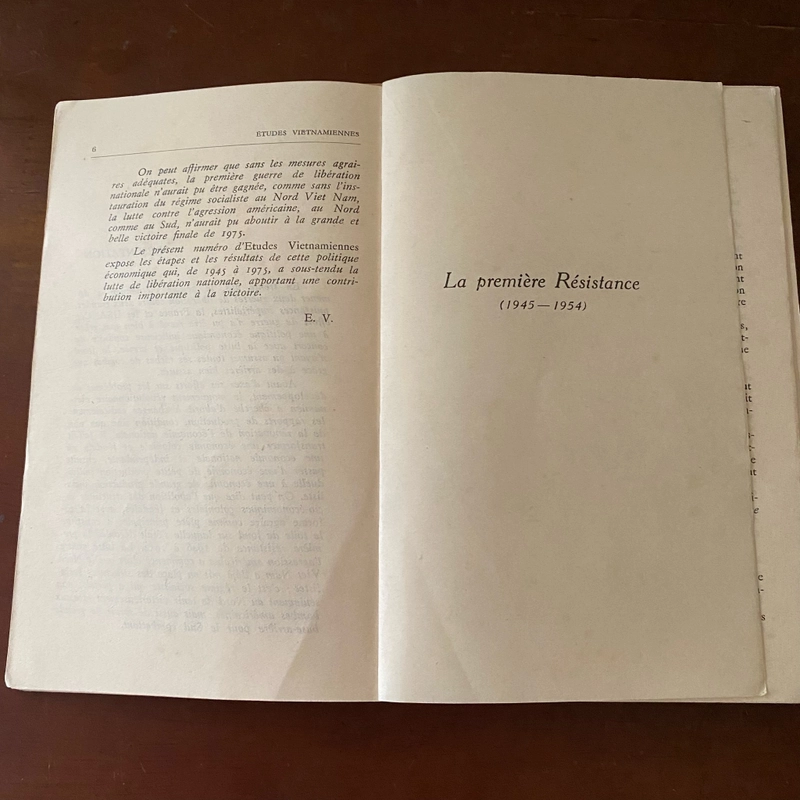 6
ETUDES VIETNAMIENNES
On peut affirmer que sans les mesures agrai-
res adéquates, la première guerre de libération
nationale n'aurait pu être gagnée, comme sans l'ins-
tauration du régime socialiste au Nord Viet Nam,
la lutte contre l'agression américaine, au Nord
comme au Sud, n'aurait pu aboutir à la grande et
belle victoire finale de 1975.
Le présent numéro d'Etudes Vietnamiennes
expose les étapes et les résultats de cette politique
économique qui, de 1945 à 1975, a sous-tendu la
lutte de libération nationale, apportant une contri-
bution importante à la victoire.
E. V.
La première Résistance
(1945 — 1954)